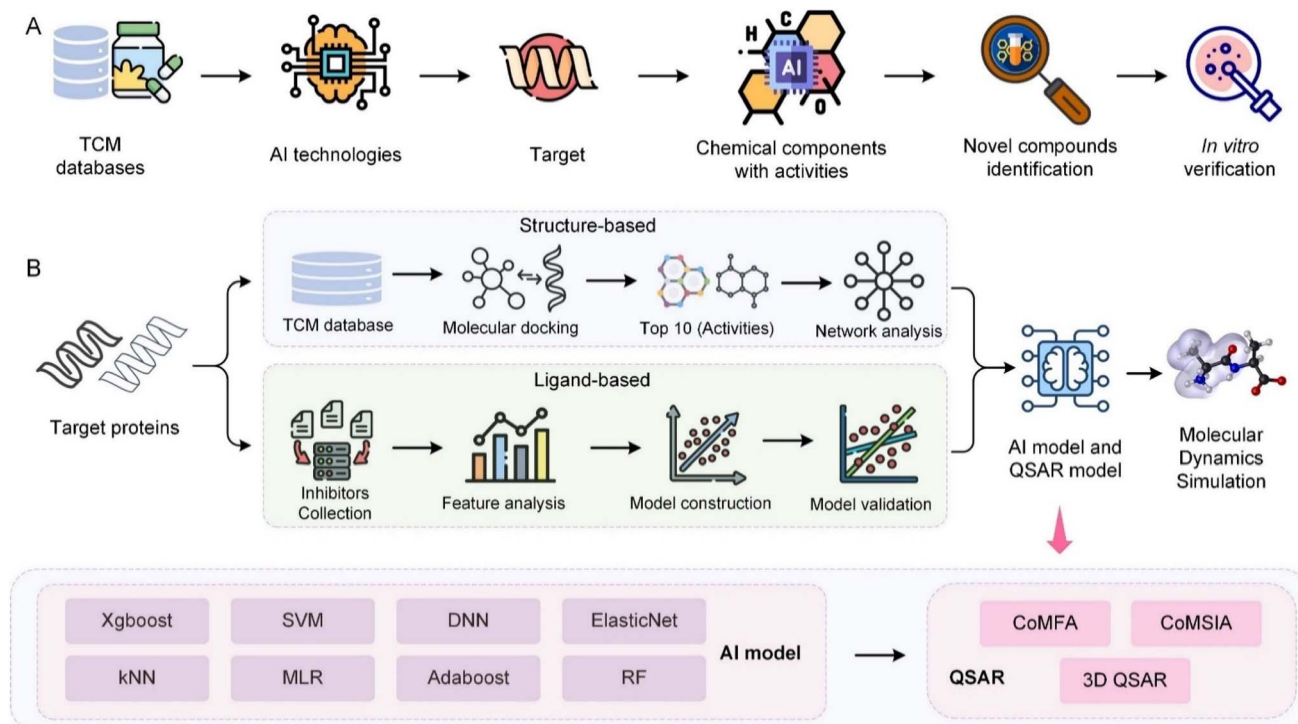 A
H
C
AI
O
TCM
databases
AI technologies
Target
Chemical components
with activities
Novel compounds
identification
In vitro
verification
B
Target proteins
Structure-based
TCM database
Molecular docking
Top 10 (Activities)
Network analysis
Ligand-based
Inhibitors
Collection
Feature analysis
Model construction
Model validation
AI model and
QSAR model
Molecular
Dynamics
Simulation
Xgboost
SVM
DNN
ElasticNet
kNN
MLR
Adaboost
RF
AI model
CoMFA
CoMSIA
QSAR
3D QSAR